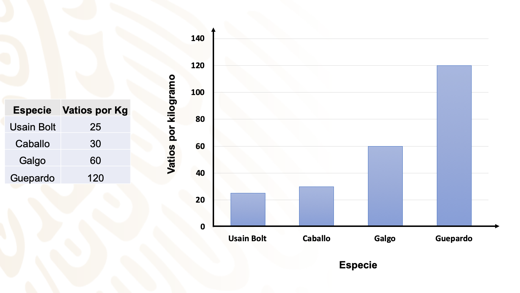 Especie Vatios por Kg
Usain Bolt 25
Caballo 30
Galgo 60
Guepardo 120
Vatios por kilogramo
140
120
100
80
60
40
20
0
Usain Bolt Caballo Galgo Guepardo
Especie